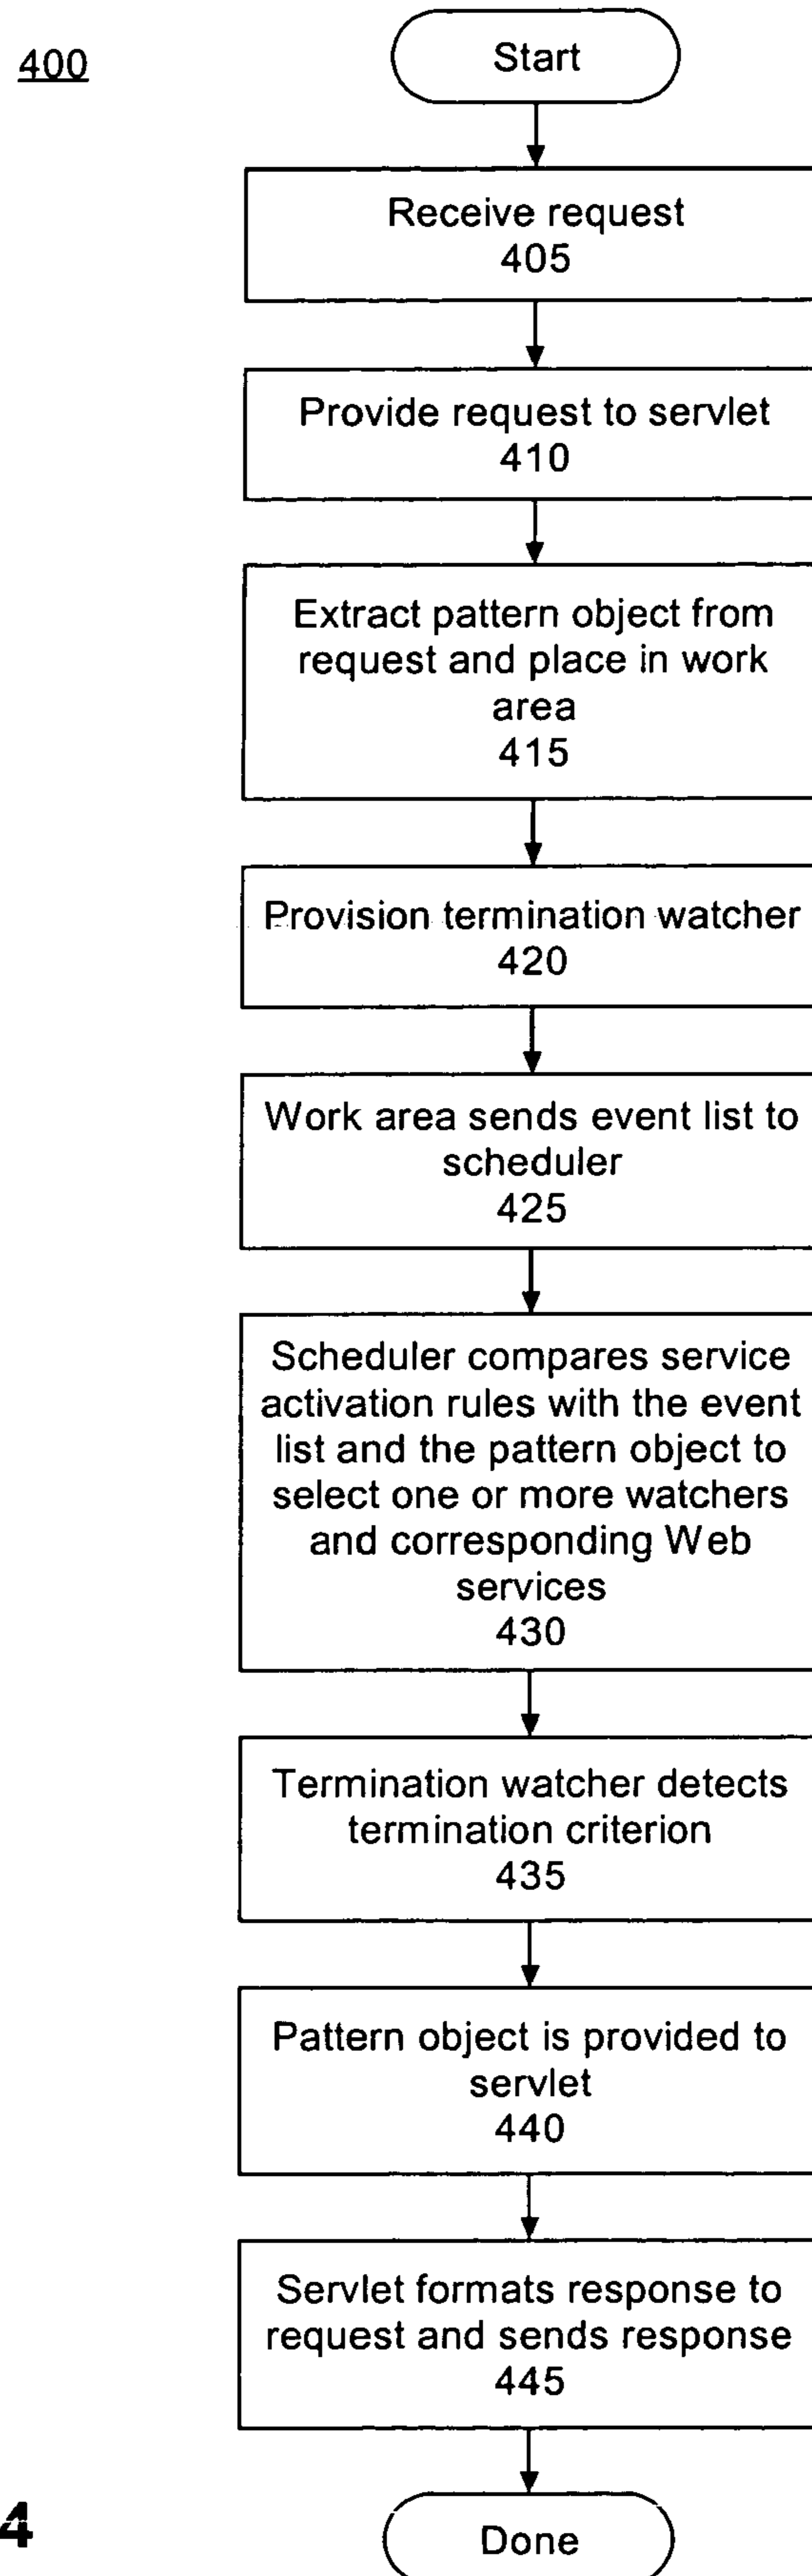 400
Start
Receive request
405
Provide request to servlet
410
Extract pattern object from
request and place in work
area
415
Provision termination watcher
420
Work area sends event list to
scheduler
425
Scheduler compares service
activation rules with the event
list and the pattern object to
select one or more watchers
and corresponding Web
services
430
Termination watcher detects
termination criterion
435
Pattern object is provided to
servlet
440
Servlet formats response to
request and sends response
445
4
Done